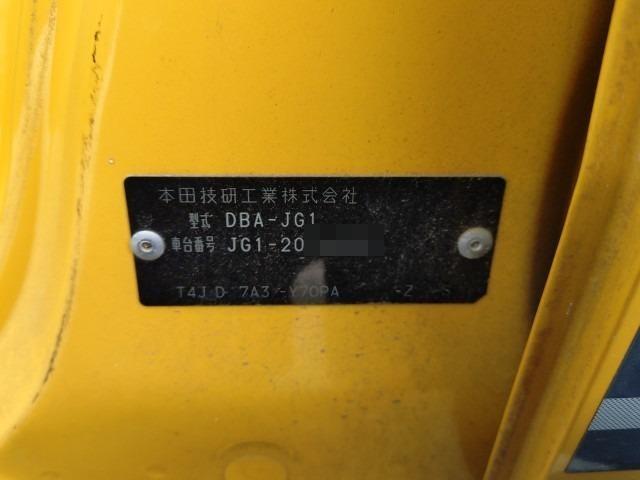 本田技研工業株式会社
型式 DBA-JG1
車台番号 JG1-20
T4J D 7A3 -Y70PA -Z S